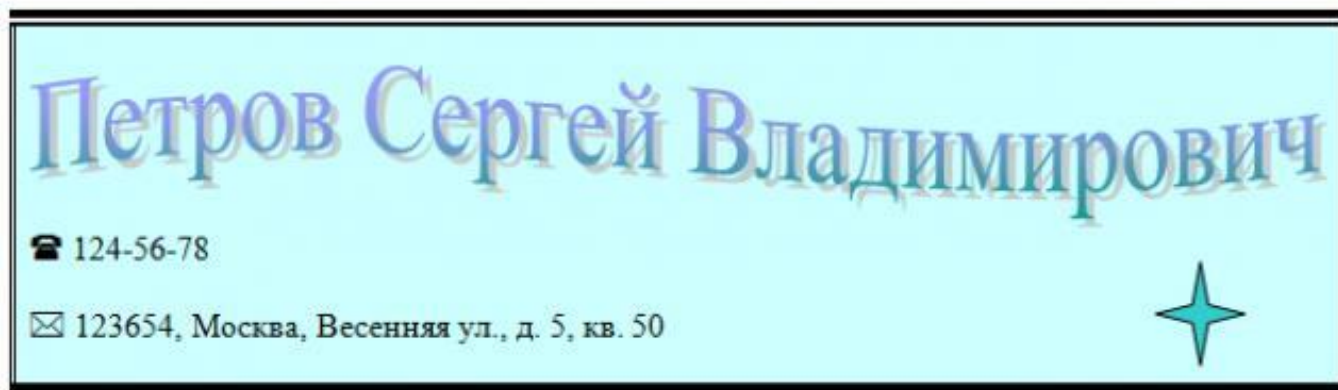 Петров Сергей Владимирович
☎ 124-56-78
✉ 123654, Москва, Весенняя ул., д. 5, кв. 50